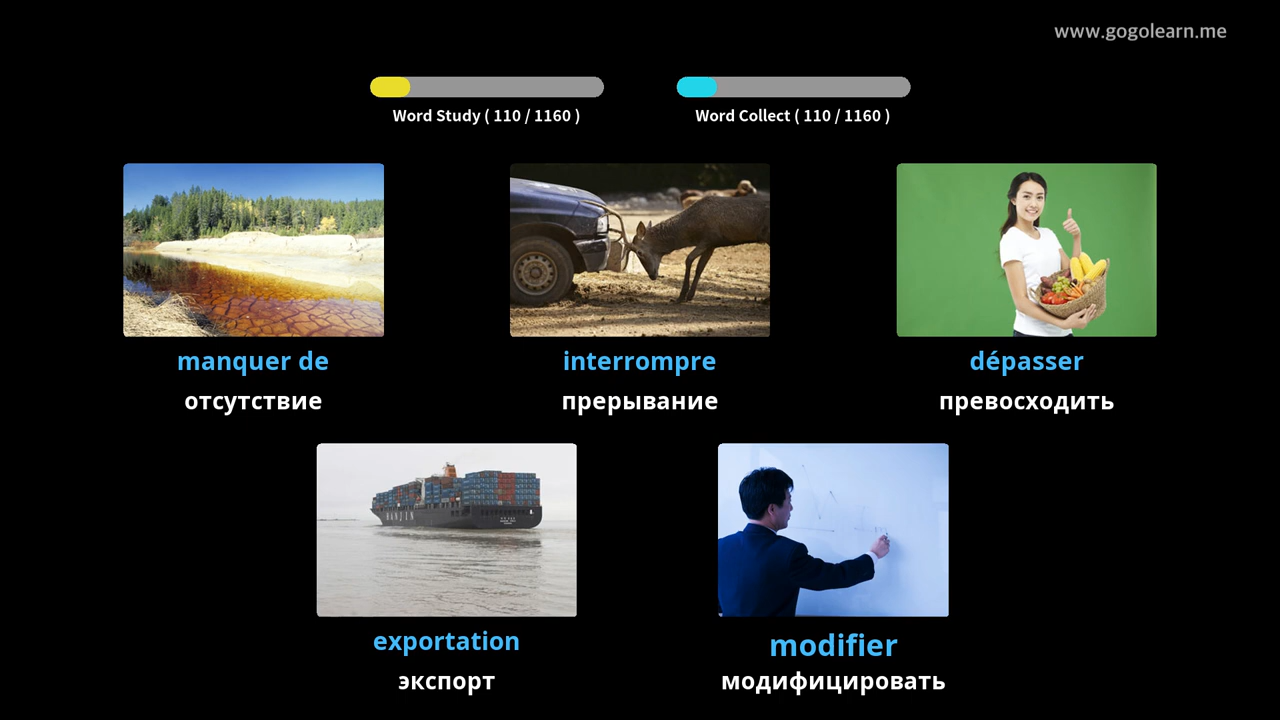 www.gogolearn.me
Word Study ( 110 / 1160 )
Word Collect ( 110 / 1160 )
manquer de
отсутствие
interrompre
прерывание
dépasser
превосходить
HANJIN
exportation
экспорт
modifier
модифицировать